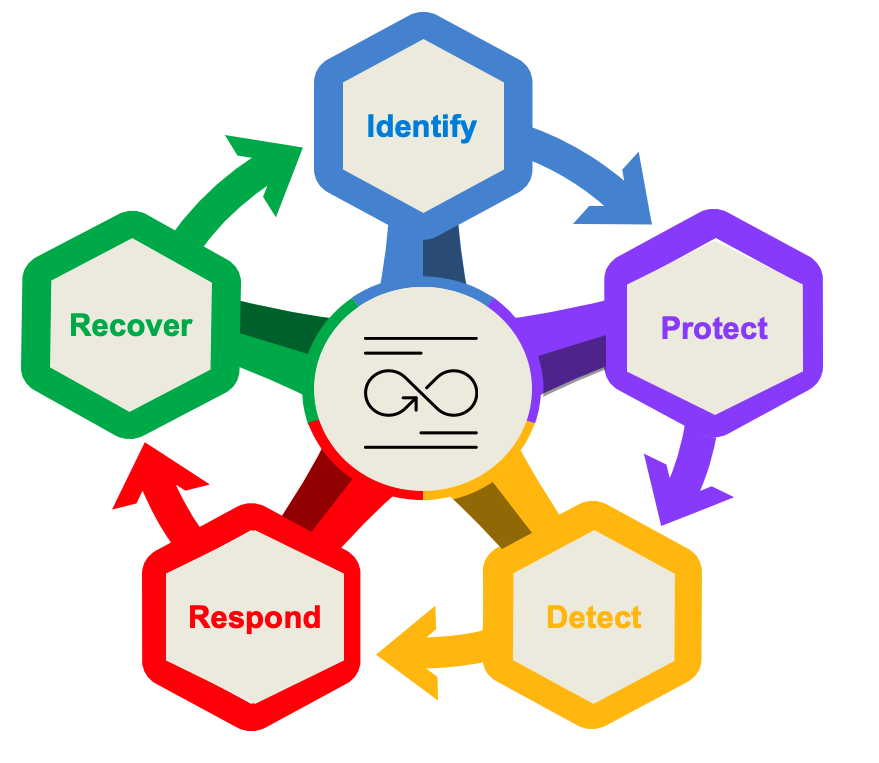 Identify
Protect
Detect
Respond
Recover